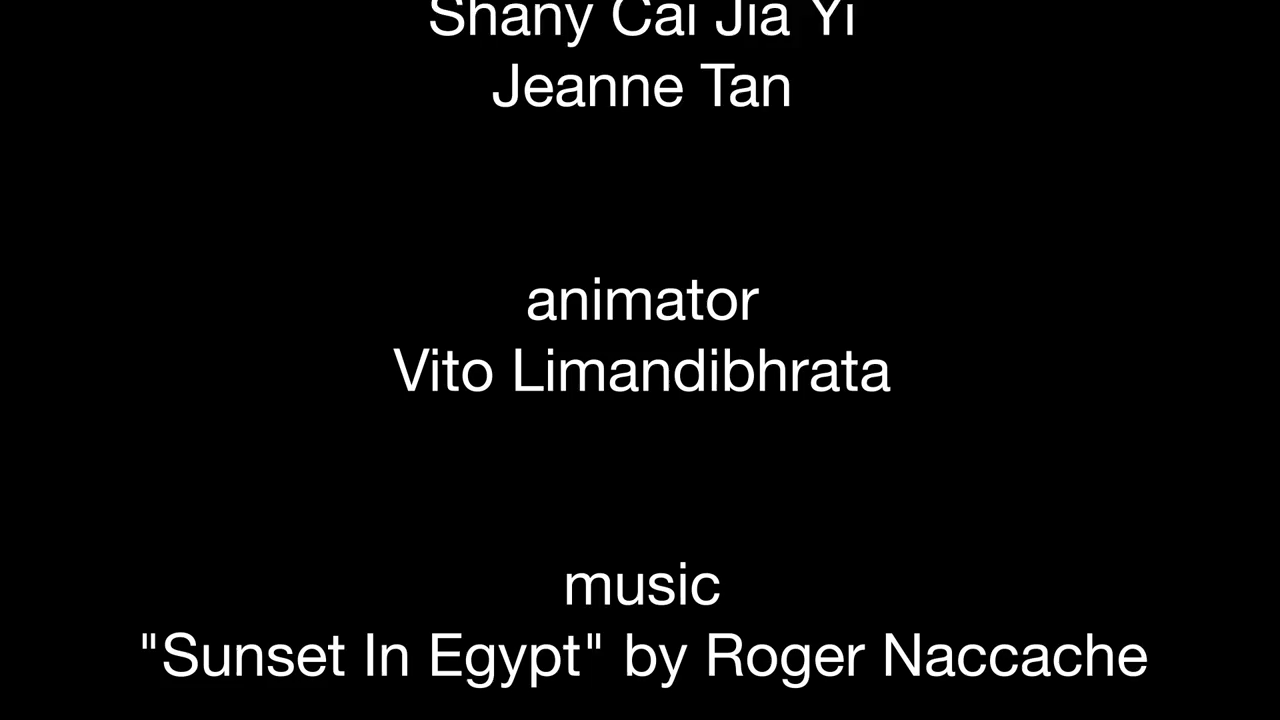 Shany Cai Jia Yi
Jeanne Tan
animator
Vito Limandibhrata
music
"Sunset In Egypt" by Roger Naccache